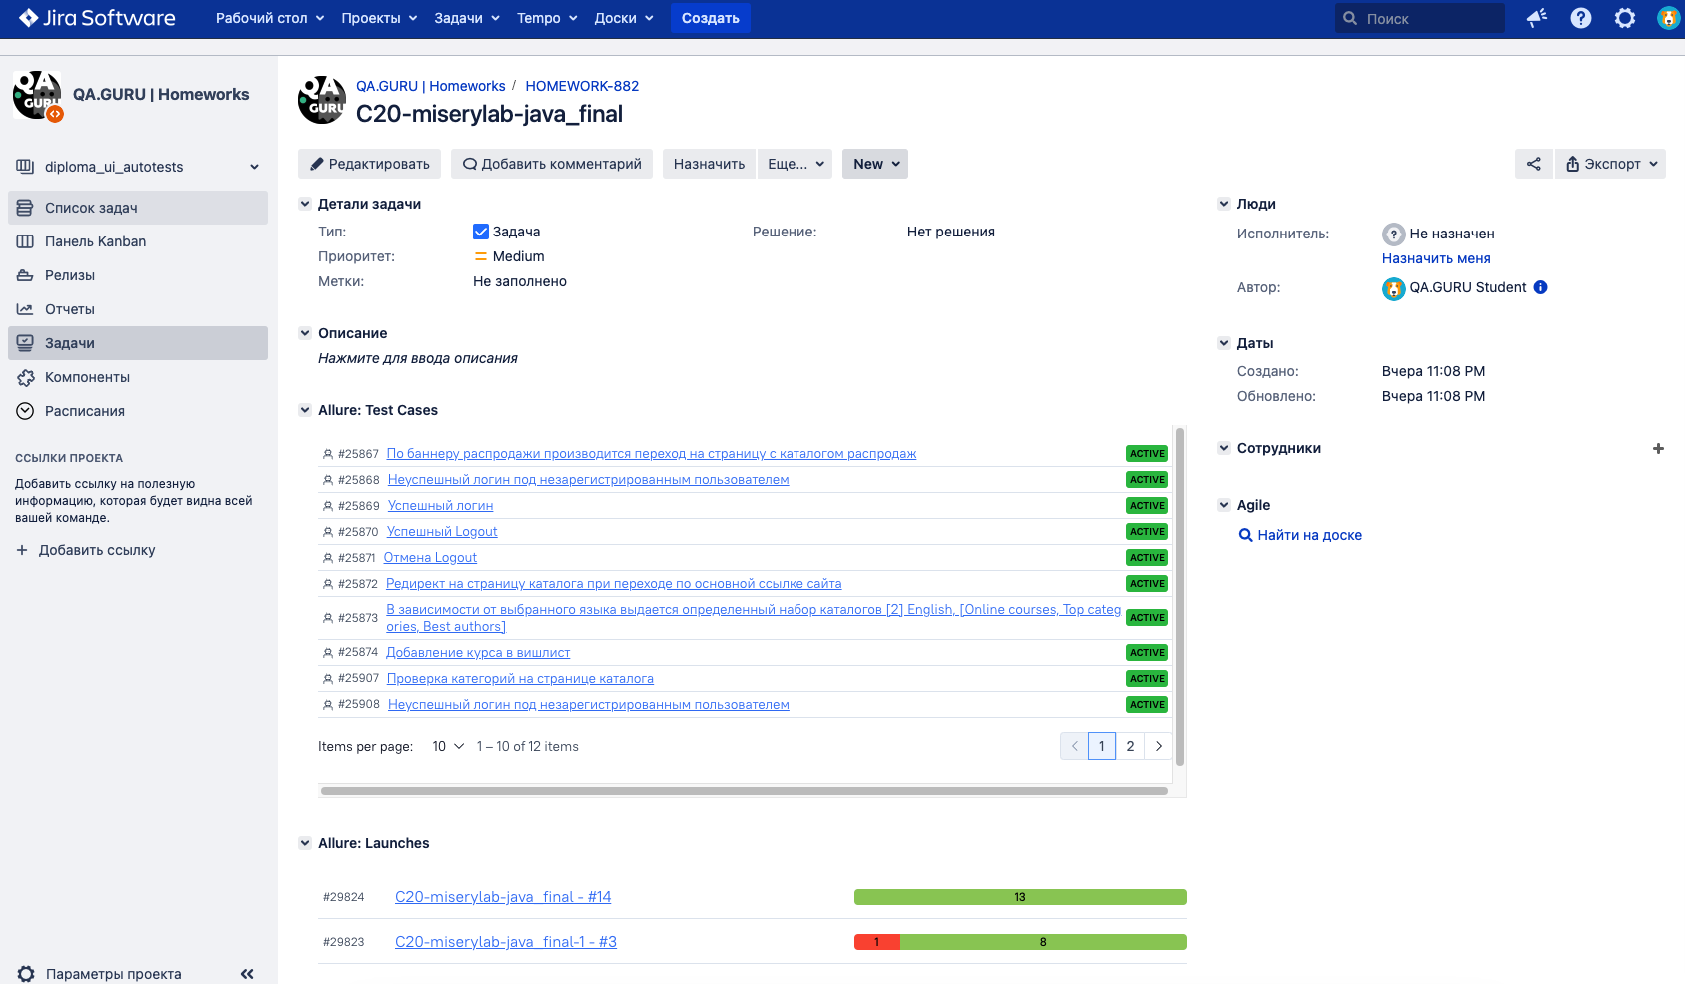 Jira Software
Рабочий стол
Проекты
Задачи
Tempo
Доски
Создать
Поиск
QA.GURU | Homeworks
diploma_ui_autotests
Список задач
Панель Kanban
Релизы
Отчеты
Задачи
Компоненты
Расписания
ССЫЛКИ ПРОЕКТА
Добавить ссылку на полезную
информацию, которая будет видна всей
вашей команде.
+ Добавить ссылку
Параметры проекта
QA.GURU | Homeworks / HOMEWORK-882
C20-miserylab-java_final
Редактировать
Добавить комментарий
Назначить
Еще...
New
Экспорт
Детали задачи
Тип: Задача
Решение: Нет решения
Приоритет: Medium
Метки: Не заполнено
Описание
Нажмите для ввода описания
Allure: Test Cases
#25867 По баннеру распродажи производится переход на страницу с каталогом распродаж ACTIVE
#25868 Неуспешный логин под незарегистрированным пользователем ACTIVE
#25869 Успешный логин ACTIVE
#25870 Успешный Logout ACTIVE
#25871 Отмена Logout ACTIVE
#25872 Редирект на страницу каталога при переходе по основной ссылке сайта ACTIVE
#25873 В зависимости от выбранного языка выдается определенный набор каталогов [2] English, [Online courses, Top categ
ories, Best authors] ACTIVE
#25874 Добавление курса в вишлист ACTIVE
#25907 Проверка категорий на странице каталога ACTIVE
#25908 Неуспешный логин под незарегистрированным пользователем ACTIVE
Items per page: 10 1 – 10 of 12 items
1 2
Allure: Launches
#29824 C20-miserylab-java_final - #14 13
#29823 C20-miserylab-java_final-1 - #3 1 8
Люди
Исполнитель: Не назначен
Назначить меня
Автор: QA.GURU Student
Даты
Создано: Вчера 11:08 PM
Обновлено: Вчера 11:08 PM
Сотрудники
Agile
Найти на доске